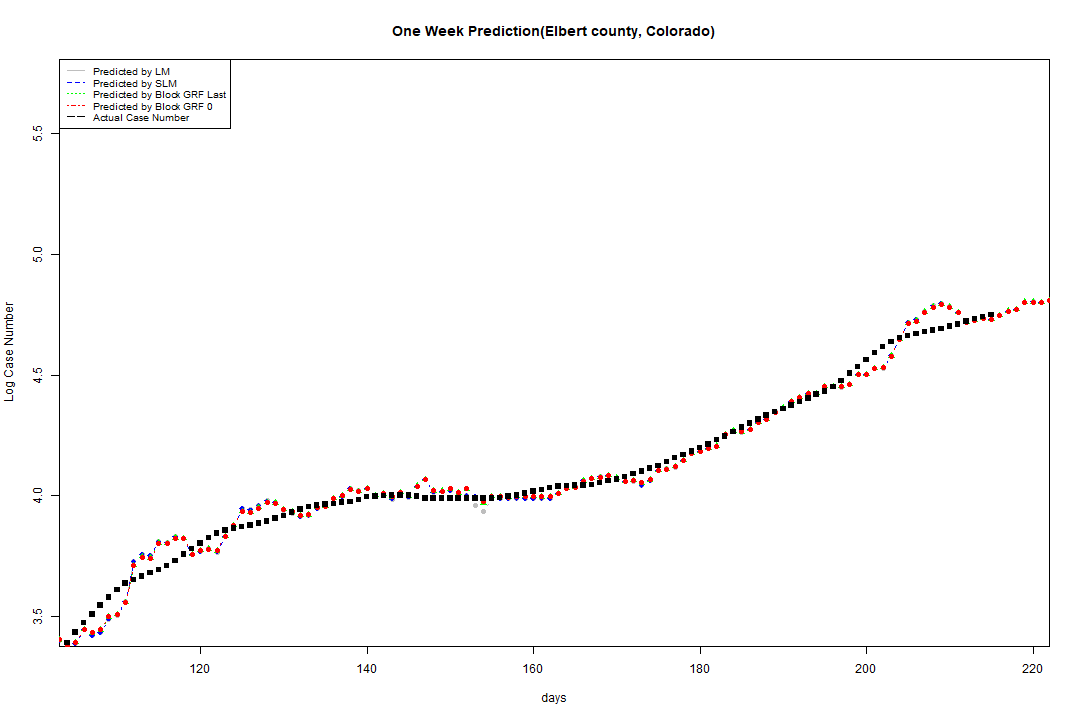 One Week Prediction(Elbert county, Colorado)
Predicted by LM
Predicted by SLM
Predicted by Block GRF Last
Predicted by Block GRF 0
Actual Case Number
5.5
5.0
4.5
4.0
3.5
Log Case Number
120 140 160 180 200 220
days